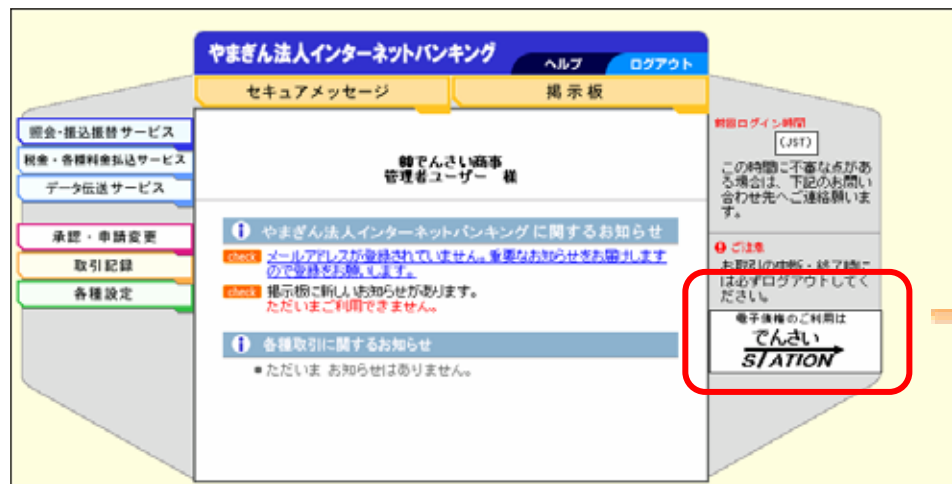 やまぎん法人インターネットバンキング
ヘルプ
ログアウト
セキュアメッセージ
掲示板
照会・振込振替サービス
税金・各種料金払込サービス
データ伝送サービス
承認・申請変更
取引記録
各種設定
㈱でんさい商事
管理者ユーザー 様
やまぎん法人インターネットバンキングに関するお知らせ
check メールアドレスが登録されていません。重要なお知らせをお届けします
ので登録をお願いします。
check 掲示板に新しいお知らせがあります。
ただいまご利用できません。
各種取引に関するお知らせ
■ ただいま お知らせはありません。
前回ログイン時間
(JST)
この時間に不審な点があ
る場合は、下記のお問い
合わせ先へご連絡願いま
す。
ご注意
お取引の中断・終了時に
は必ずログアウトしてく
ださい。
電子債権のご利用は
でんさい
STATION